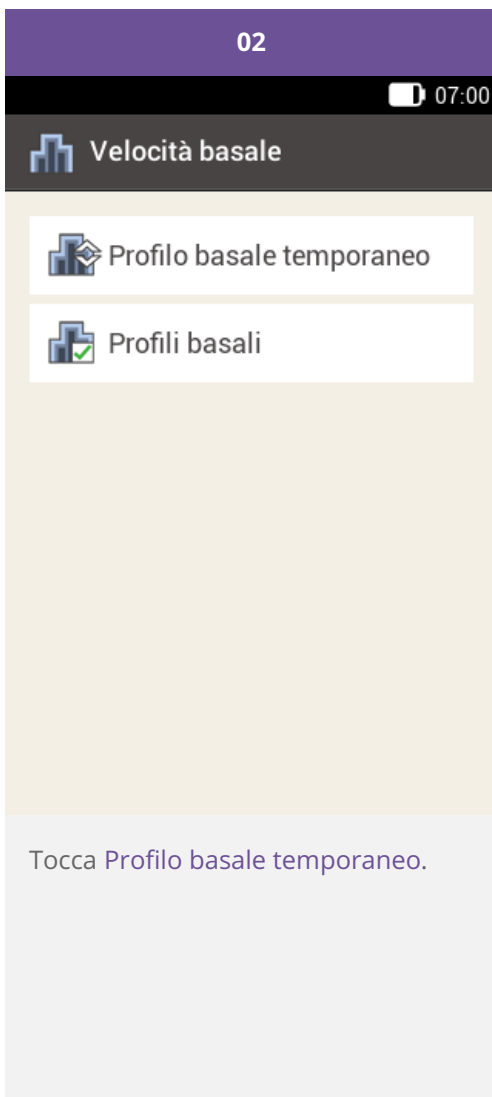 02
07:00
Velocità basale
Profilo basale temporaneo
Profili basali
Tocca Profilo basale temporaneo.